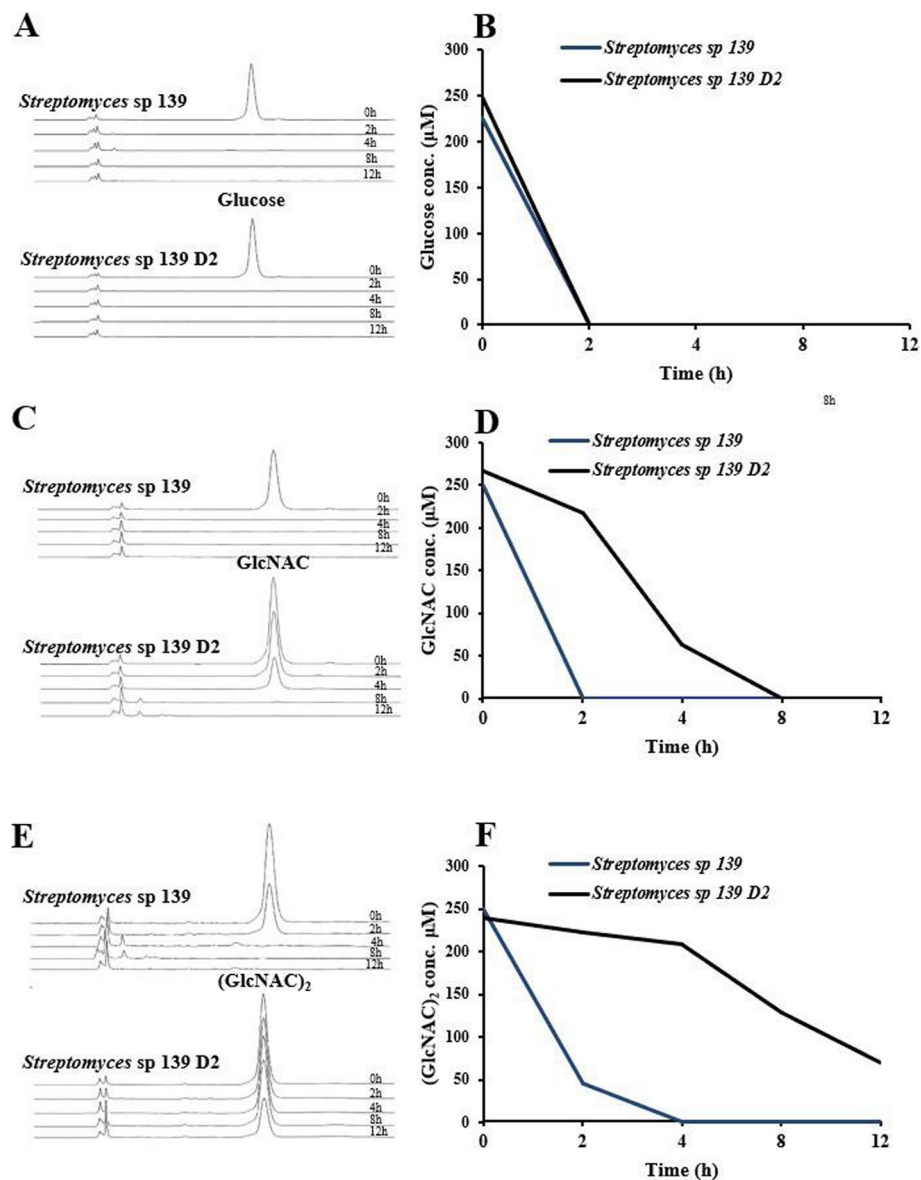 A
Streptomyces sp 139
0h
2h
4h
8h
12h
Glucose
Streptomyces sp 139 D2
0h
2h
4h
8h
12h
B
Streptomyces sp 139
Streptomyces sp 139 D2
Glucose conc. (µM)
300
250
200
150
100
50
0
0 2 4 8 12
Time (h)
8h
C
Streptomyces sp 139
0h
2h
4h
8h
12h
GlcNAC
Streptomyces sp 139 D2
0h
2h
4h
8h
12h
D
Streptomyces sp 139
Streptomyces sp 139 D2
GlcNAC conc. (µM)
300
250
200
150
100
50
0
0 2 4 8 12
Time (h)
E
Streptomyces sp 139
0h
2h
4h
8h
12h
(GlcNAC)₂
Streptomyces sp 139 D2
0h
2h
4h
8h
12h
F
Streptomyces sp 139
Streptomyces sp 139 D2
(GlcNAC)₂ conc. µM)
300
250
200
150
100
50
0
0 2 4 8 12
Time (h)